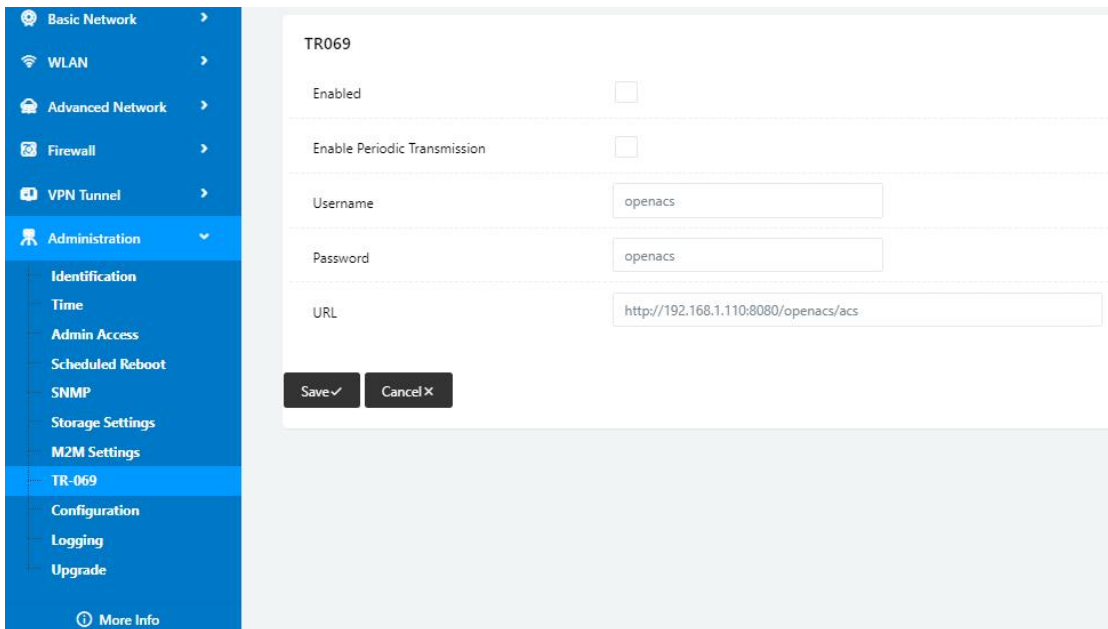 Basic Network
WLAN
Advanced Network
Firewall
VPN Tunnel
Administration
Identification
Time
Admin Access
Scheduled Reboot
SNMP
Storage Settings
M2M Settings
TR-069
Configuration
Logging
Upgrade
More Info
TR069
Enabled
Enable Periodic Transmission
Username openacs
Password openacs
URL http://192.168.1.110:8080/openacs/acs
Save Cancel